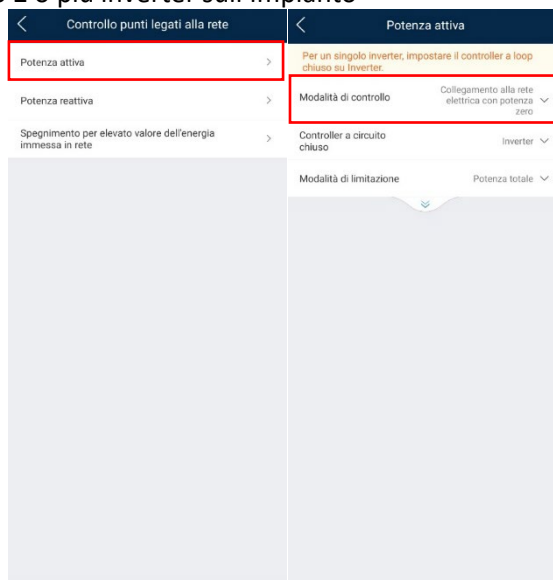 2 o più inverter sull'impianto
Controllo punti legati alla rete
Potenza attiva
Potenza reattiva
Spegnimento per elevato valore dell'energia
immessa in rete
Potenza attiva
Per un singolo inverter, impostare il controller a loop
chiuso su Inverter.
Modalità di controllo
Collegamento alla rete
elettrica con potenza
zero
Controller a circuito
chiuso
Inverter
Modalità di limitazione
Potenza totale